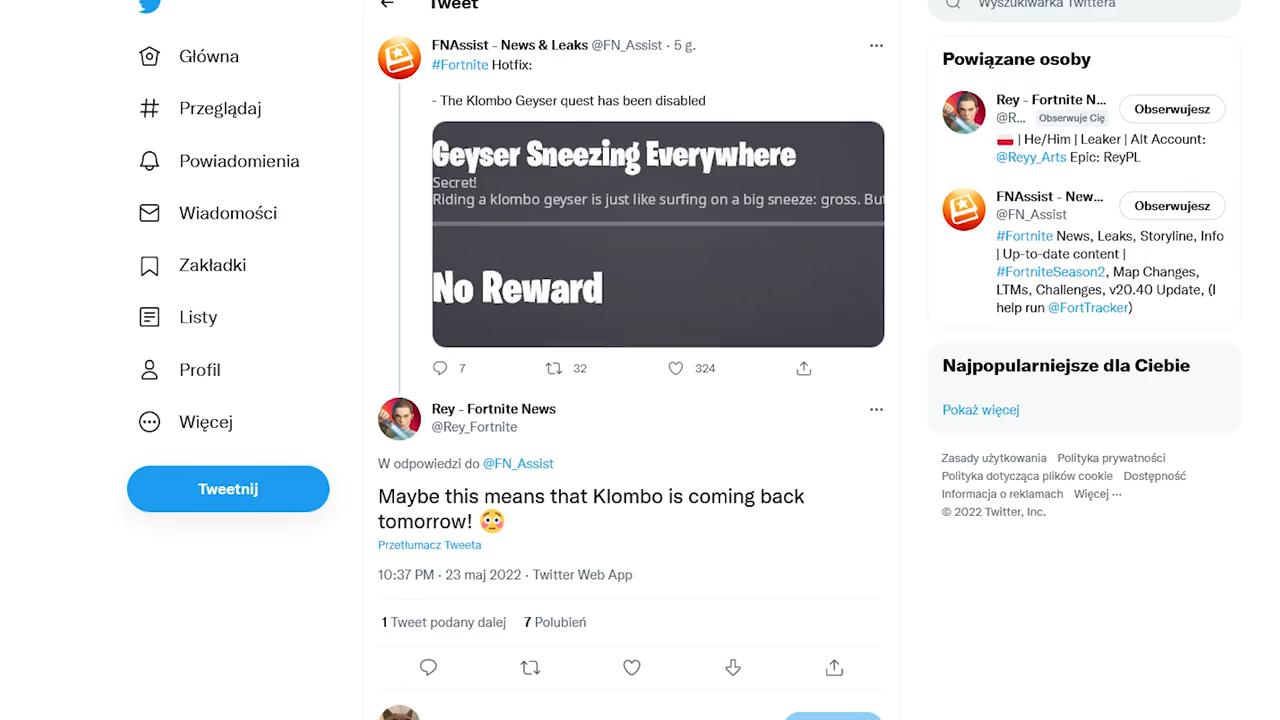 Główna
Przeglądaj
Powiadomienia
Wiadomości
Zakładki
Listy
Profil
Więcej
Tweetnij
Tweet
FNAssist - News & Leaks @FN_Assist · 5 g.
#Fortnite Hotfix:
- The Klombo Geyser quest has been disabled
Geyser Sneezing Everywhere
Secret!
Riding a klombo geyser is just like surfing on a big sneeze: gross. But
No Reward
7 32 324
Rey - Fortnite News
@Rey_Fortnite
W odpowiedzi do @FN_Assist
Maybe this means that Klombo is coming back
tomorrow! 😳
Przetłumacz Tweeta
10:37 PM · 23 maj 2022 · Twitter Web App
1 Tweet podany dalej 7 Polubień
Wyszukiwarka Twittera
Powiązane osoby
Rey - Fortnite N...
Obserwujesz
@R... Obserwuje Cię
🇵🇱 | He/Him | Leaker | Alt Account:
@Reyy_Arts Epic: ReyPL
FNAssist - New...
Obserwujesz
@FN_Assist
#Fortnite News, Leaks, Storyline, Info
| Up-to-date content |
#FortniteSeason2, Map Changes,
LTMs, Challenges, v20.40 Update, (I
help run @FortTracker)
Najpopularniejsze dla Ciebie
Pokaż więcej
Zasady użytkowania Polityka prywatności
Polityka dotycząca plików cookie Dostępność
Informacja o reklamach Więcej ···
© 2022 Twitter, Inc.